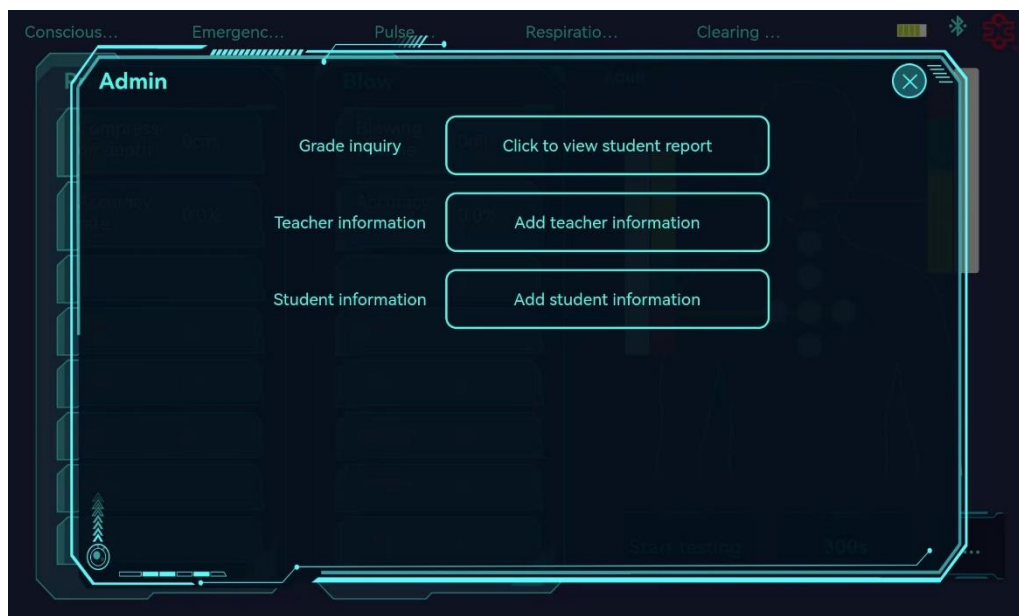 Conscious... Emergenc... Pulse... Respiratio... Clearing ...
Admin
Blow
Grade inquiry Click to view student report
Teacher information Add teacher information
Student information Add student information
Start testing 300s ...